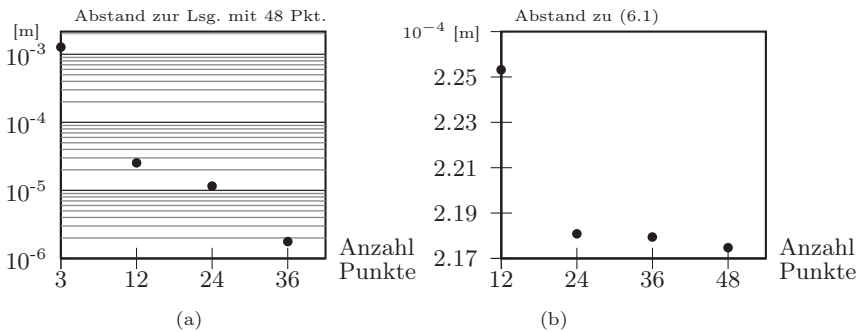 Abstand zur Lsg. mit 48 Pkt.
[m]
10⁻³
10⁻⁴
10⁻⁵
10⁻⁶
3 12 24 36
Anzahl
Punkte
(a)
Abstand zu (6.1)
10⁻⁴ [m]
2.25
2.23
2.21
2.19
2.17
12 24 36 48
Anzahl
Punkte
(b)